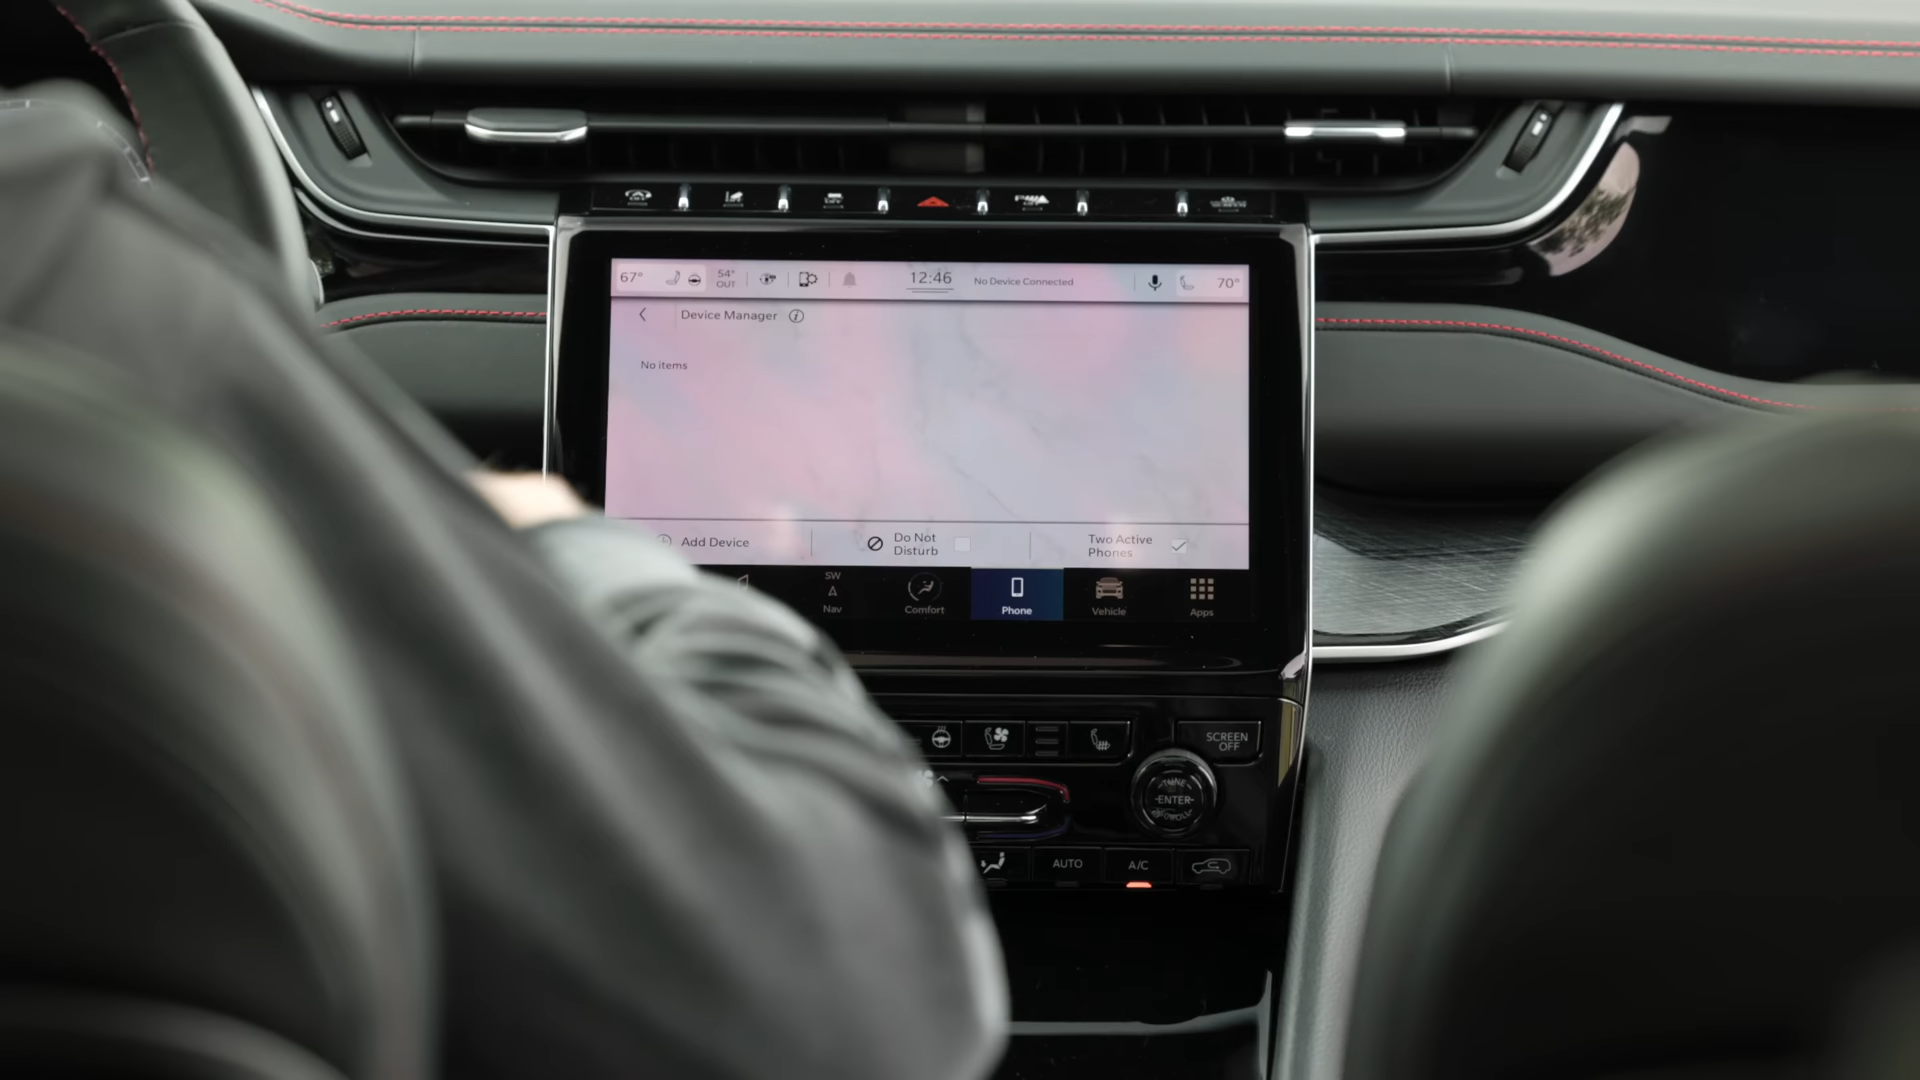 67°
54°
OUT
12:46
No Device Connected
70°
Device Manager
No items
Add Device
Do Not
Disturb
Two Active
Phones
SW
Nav
Comfort
Phone
Vehicle
Apps
SCREEN
OFF
TUNE
ENTER
AUTO
A/C